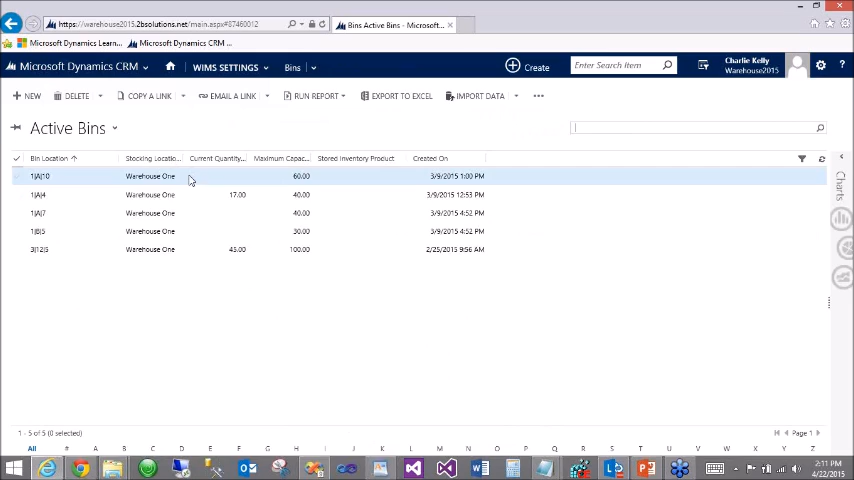 https://warehouse2015.2bsolutions.net/main.aspx#87460012
Bins Active Bins - Microsoft...
Microsoft Dynamics Learn...
Microsoft Dynamics CRM ...
Microsoft Dynamics CRM
WIMS SETTINGS
Bins
Create
Search Item
Charlie Kelly
Warehouse2015
NEW
DELETE
COPY A LINK
EMAIL A LINK
RUN REPORT
EXPORT TO EXCEL
IMPORT DATA
Active Bins
Bin Location Stocking Locatio... Current Quantity... Maximum Capac... Stored Inventory Product Created On
1|A|10 Warehouse One 60.00 3/9/2015 1:00 PM
1|A|4 Warehouse One 17.00 40.00 3/9/2015 12:53 PM
1|A|7 Warehouse One 40.00 3/9/2015 4:52 PM
1|B|5 Warehouse One 30.00 3/9/2015 4:52 PM
3|12|5 Warehouse One 45.00 100.00 2/25/2015 9:56 AM
Charts
1 - 5 of 5 (0 selected)
Page 1
All # A B C D E F G H I J K L M N O P Q R S T U V W X Y Z
2:11 PM
4/22/2015